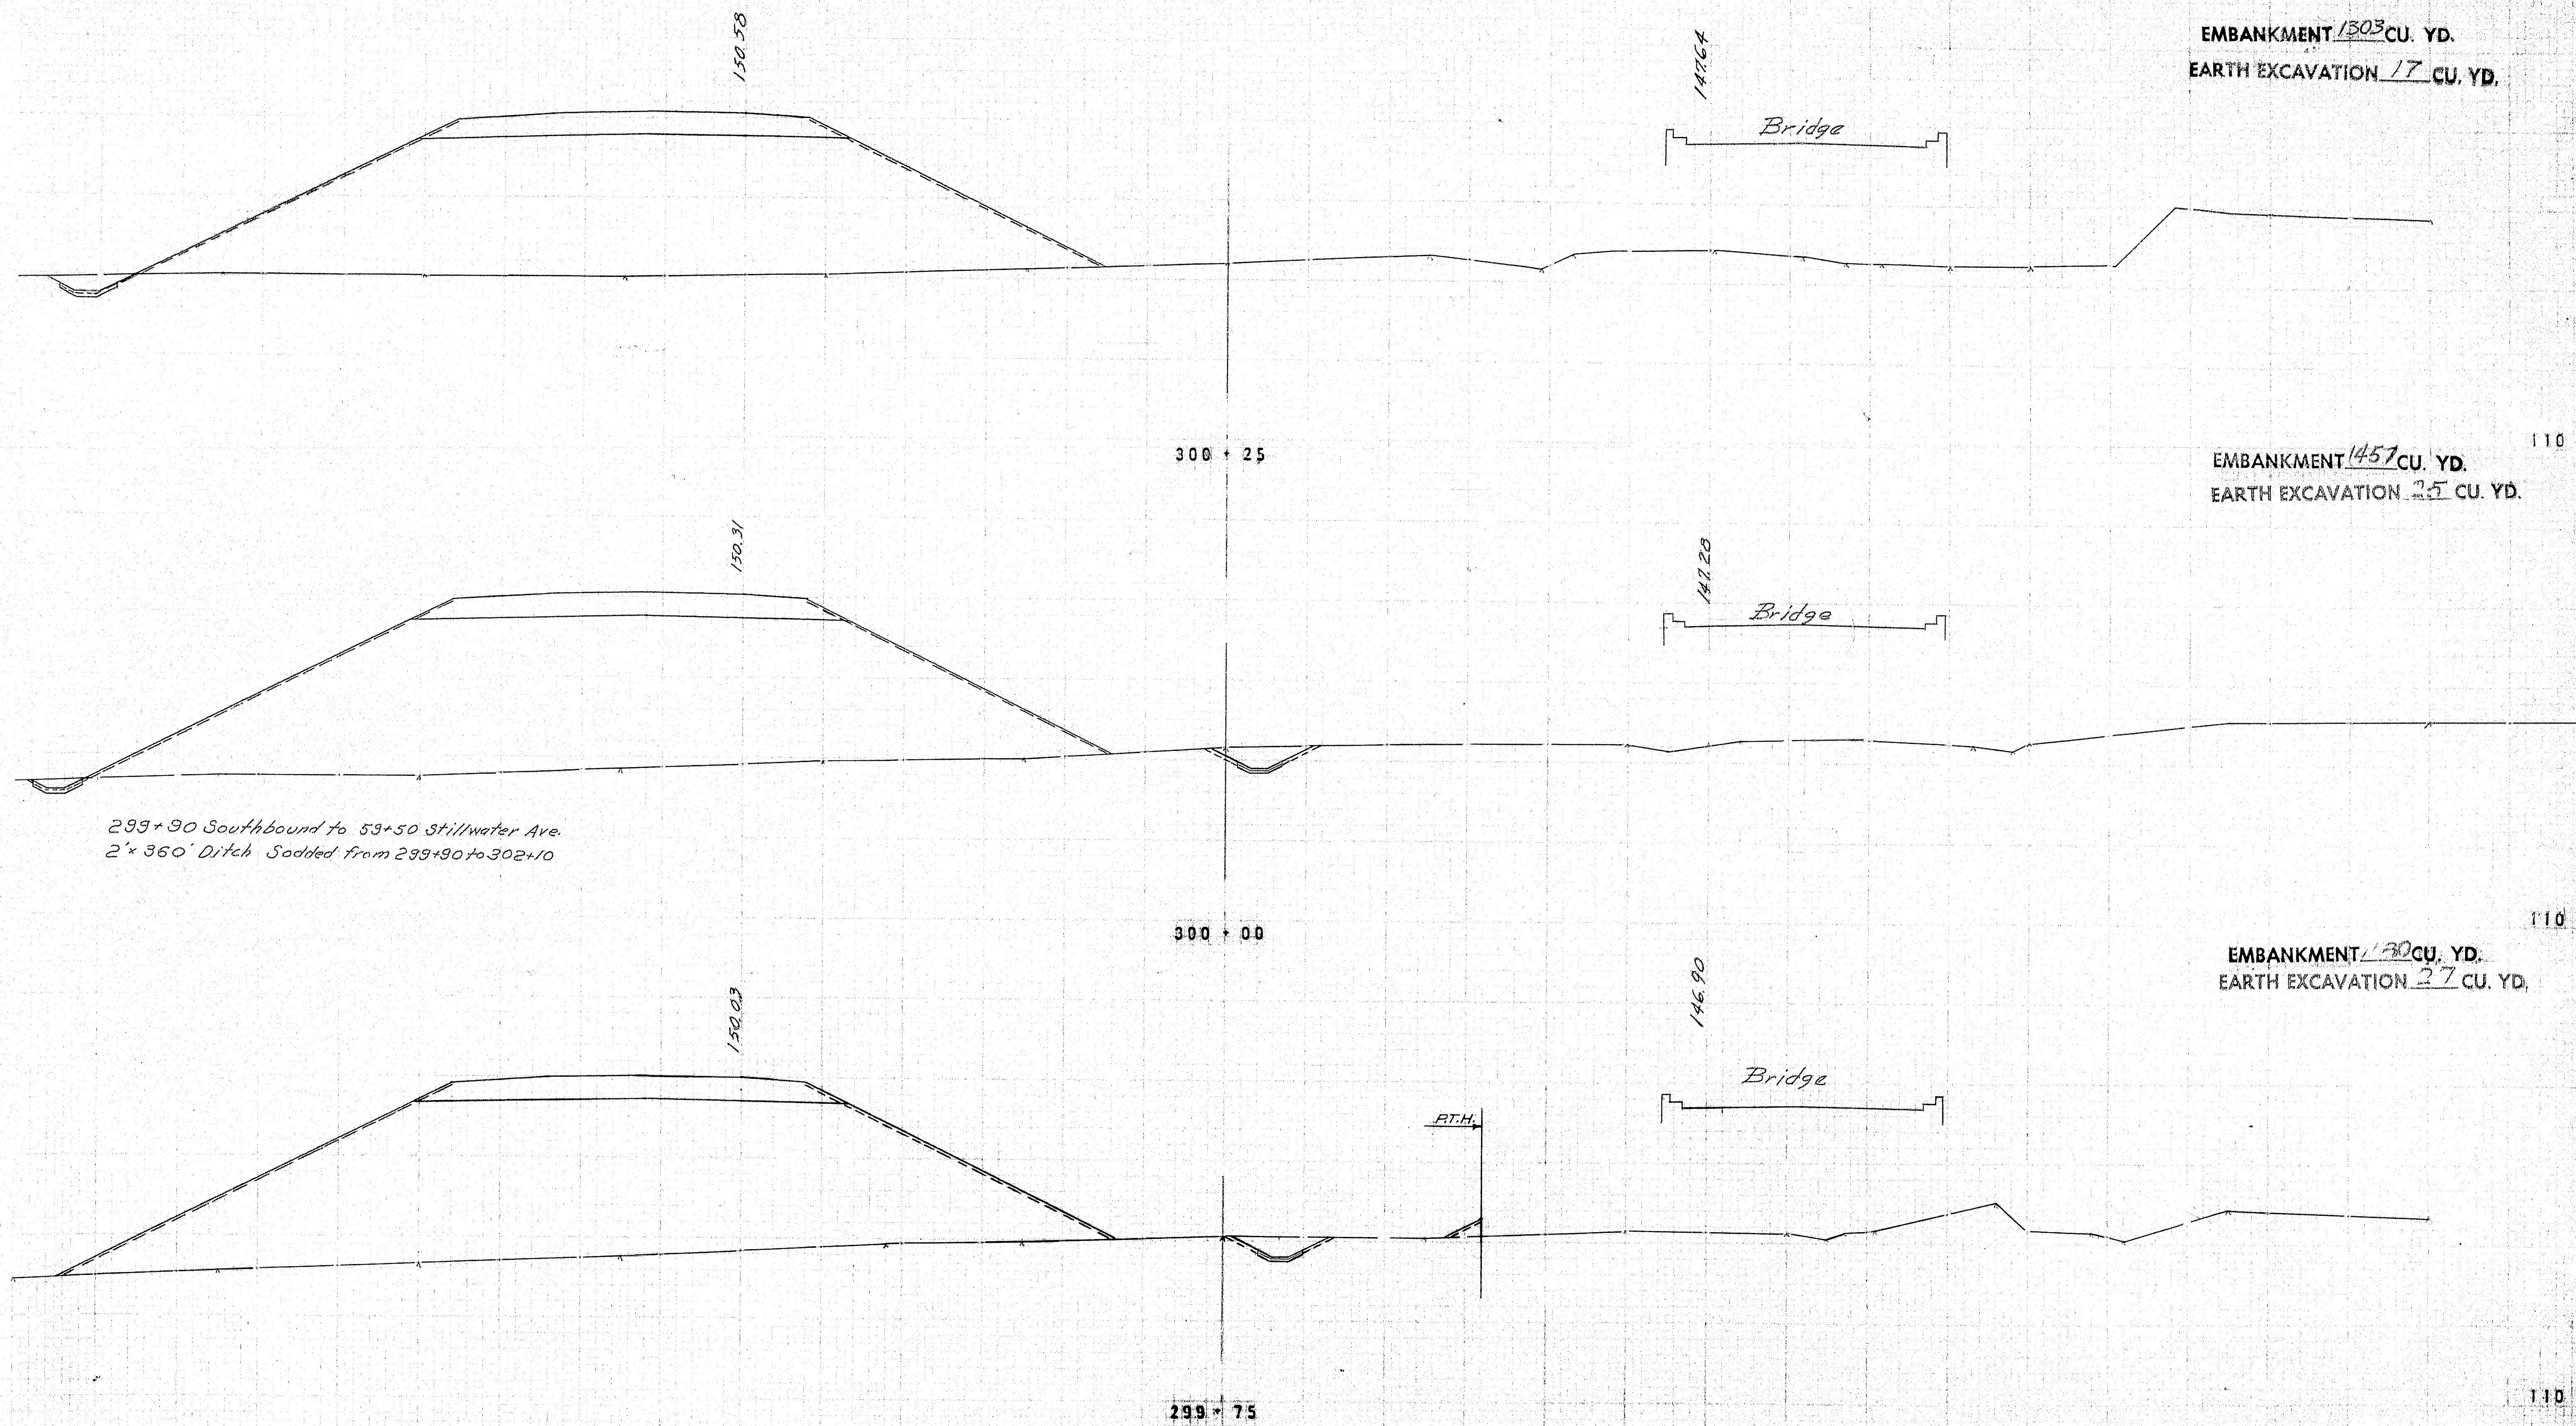 150.58
147.64
EMBANKMENT 1303 CU. YD.
EARTH EXCAVATION 17 CU. YD.
Bridge
300 + 25
110
EMBANKMENT 1457 CU. YD.
EARTH EXCAVATION 25 CU. YD.
150.31
147.28
Bridge
299+90 Southbound to 59+50 Stillwater Ave.
2'x 360' Ditch Sodded from 299+90 to 302+10
300 + 00
110
EMBANKMENT CU. YD.
EARTH EXCAVATION 27 CU. YD.
150.03
146.90
Bridge
P.T.H.
299 + 75
110